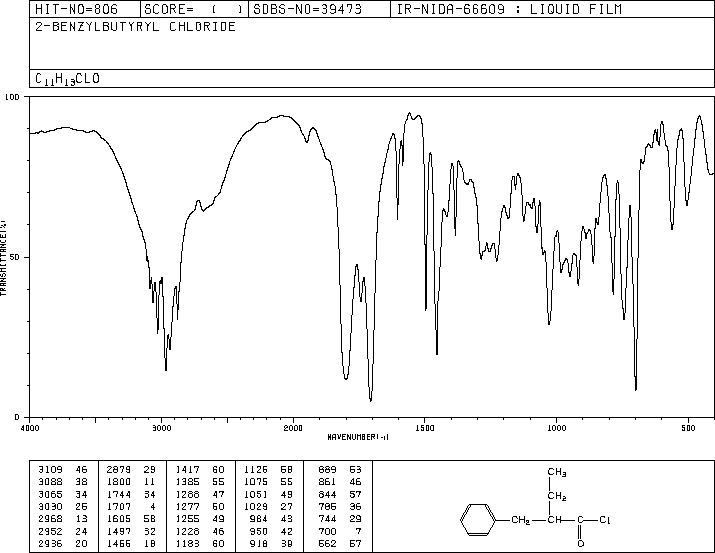 HIT-NO=806 SCORE= ( ) SDBS-NO=39473 IR-NIDA-66609 : LIQUID FILM
2-BENZYLBUTYRYL CHLORIDE
C11H13CLO
100
50
0
TRANSMITTANCE(%)
4000 3000 2000 1500 1000 500
WAVENUMBER(-1)
3109 46 2879 29 1417 60 1125 58 889 53
3088 38 1800 11 1385 55 1075 55 861 46
3065 34 1744 34 1288 47 1051 49 844 57
3030 25 1707 4 1277 50 1029 27 785 36
2968 13 1605 58 1255 49 984 43 744 29
2952 24 1497 32 1228 46 950 42 700 7
2936 20 1455 18 1183 60 918 39 562 57
CH3
CH2
CH2 CH C Cl
O